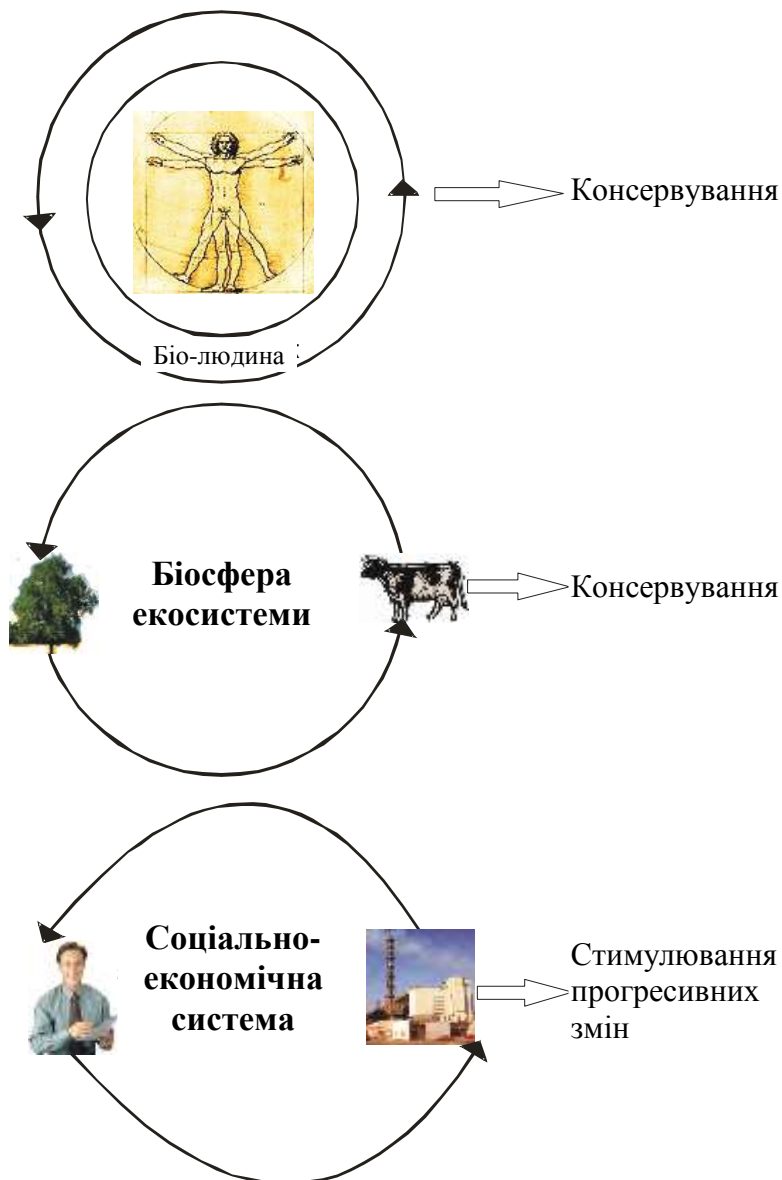 Консервування
Біо-людина
Біосфера
екосистеми
Консервування
Соціально-
економічна
система
Стимулювання
прогресивних
змін